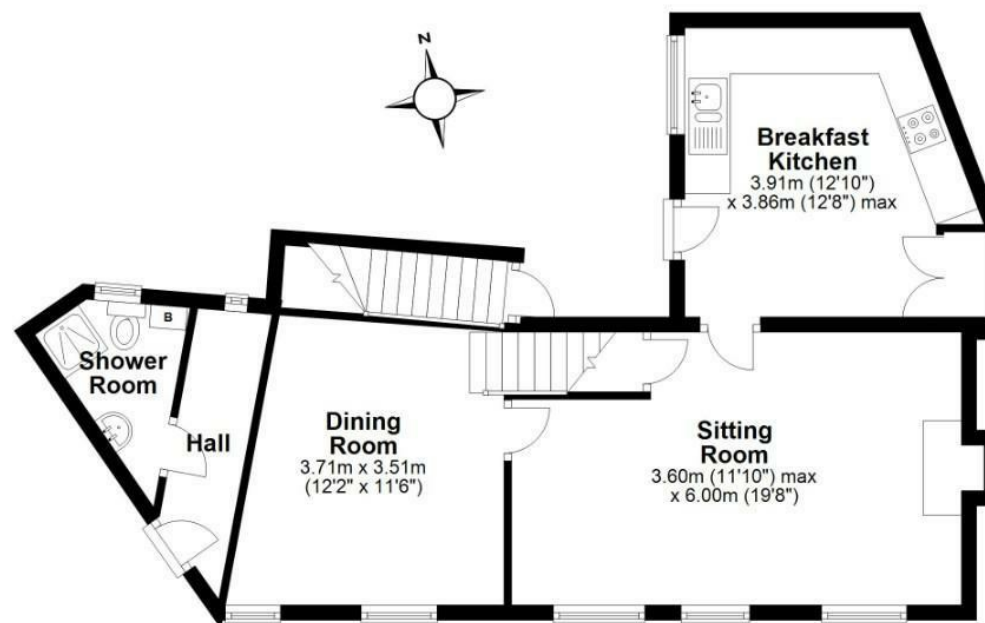 N
Breakfast
Kitchen
3.91m (12'10")
x 3.86m (12'8") max
B
Shower
Room
Hall
Dining
Room
3.71m x 3.51m
(12'2" x 11'6")
Sitting
Room
3.60m (11'10") max
x 6.00m (19'8")